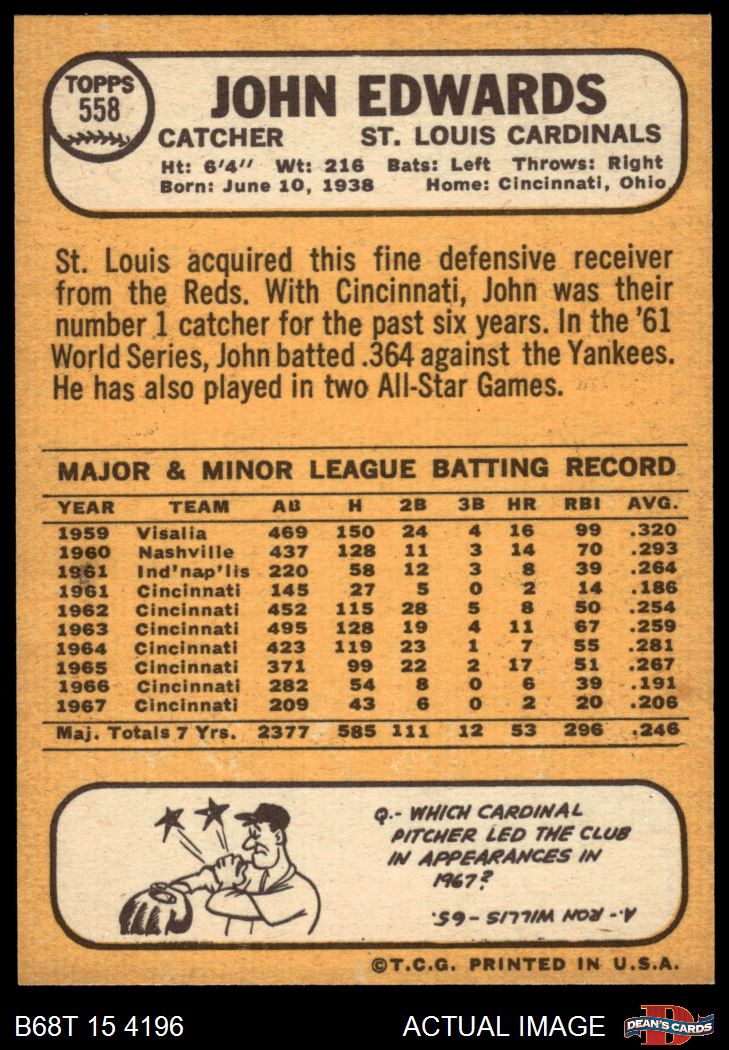 TOPPS
558
JOHN EDWARDS
CATCHER ST. LOUIS CARDINALS
Ht: 6'4" Wt: 216 Bats: Left Throws: Right
Born: June 10, 1938 Home: Cincinnati, Ohio
St. Louis acquired this fine defensive receiver
from the Reds. With Cincinnati, John was their
number 1 catcher for the past six years. In the '61
World Series, John batted .364 against the Yankees.
He has also played in two All-Star Games.
MAJOR & MINOR LEAGUE BATTING RECORD
YEAR TEAM AB H 2B 3B HR RBI AVG.
1959 Visalia 469 150 24 4 16 99 .320
1960 Nashville 437 128 11 3 14 70 .293
1961 Ind'nap'lis 220 58 12 3 8 39 .264
1961 Cincinnati 145 27 5 0 2 14 .186
1962 Cincinnati 452 115 28 5 8 50 .254
1963 Cincinnati 495 128 19 4 11 67 .259
1964 Cincinnati 423 119 23 1 7 55 .281
1965 Cincinnati 371 99 22 2 17 51 .267
1966 Cincinnati 282 54 8 0 6 39 .191
1967 Cincinnati 209 43 6 0 2 20 .206
Maj. Totals 7 Yrs. 2377 585 111 12 53 296 .246
Q.- WHICH CARDINAL
PITCHER LED THE CLUB
IN APPEARANCES IN
1967?
A.- RON WILLIS - 65.
©T.C.G. PRINTED IN U.S.A.
B68T 15 4196 ACTUAL IMAGE
D
DEAN'S CARDS